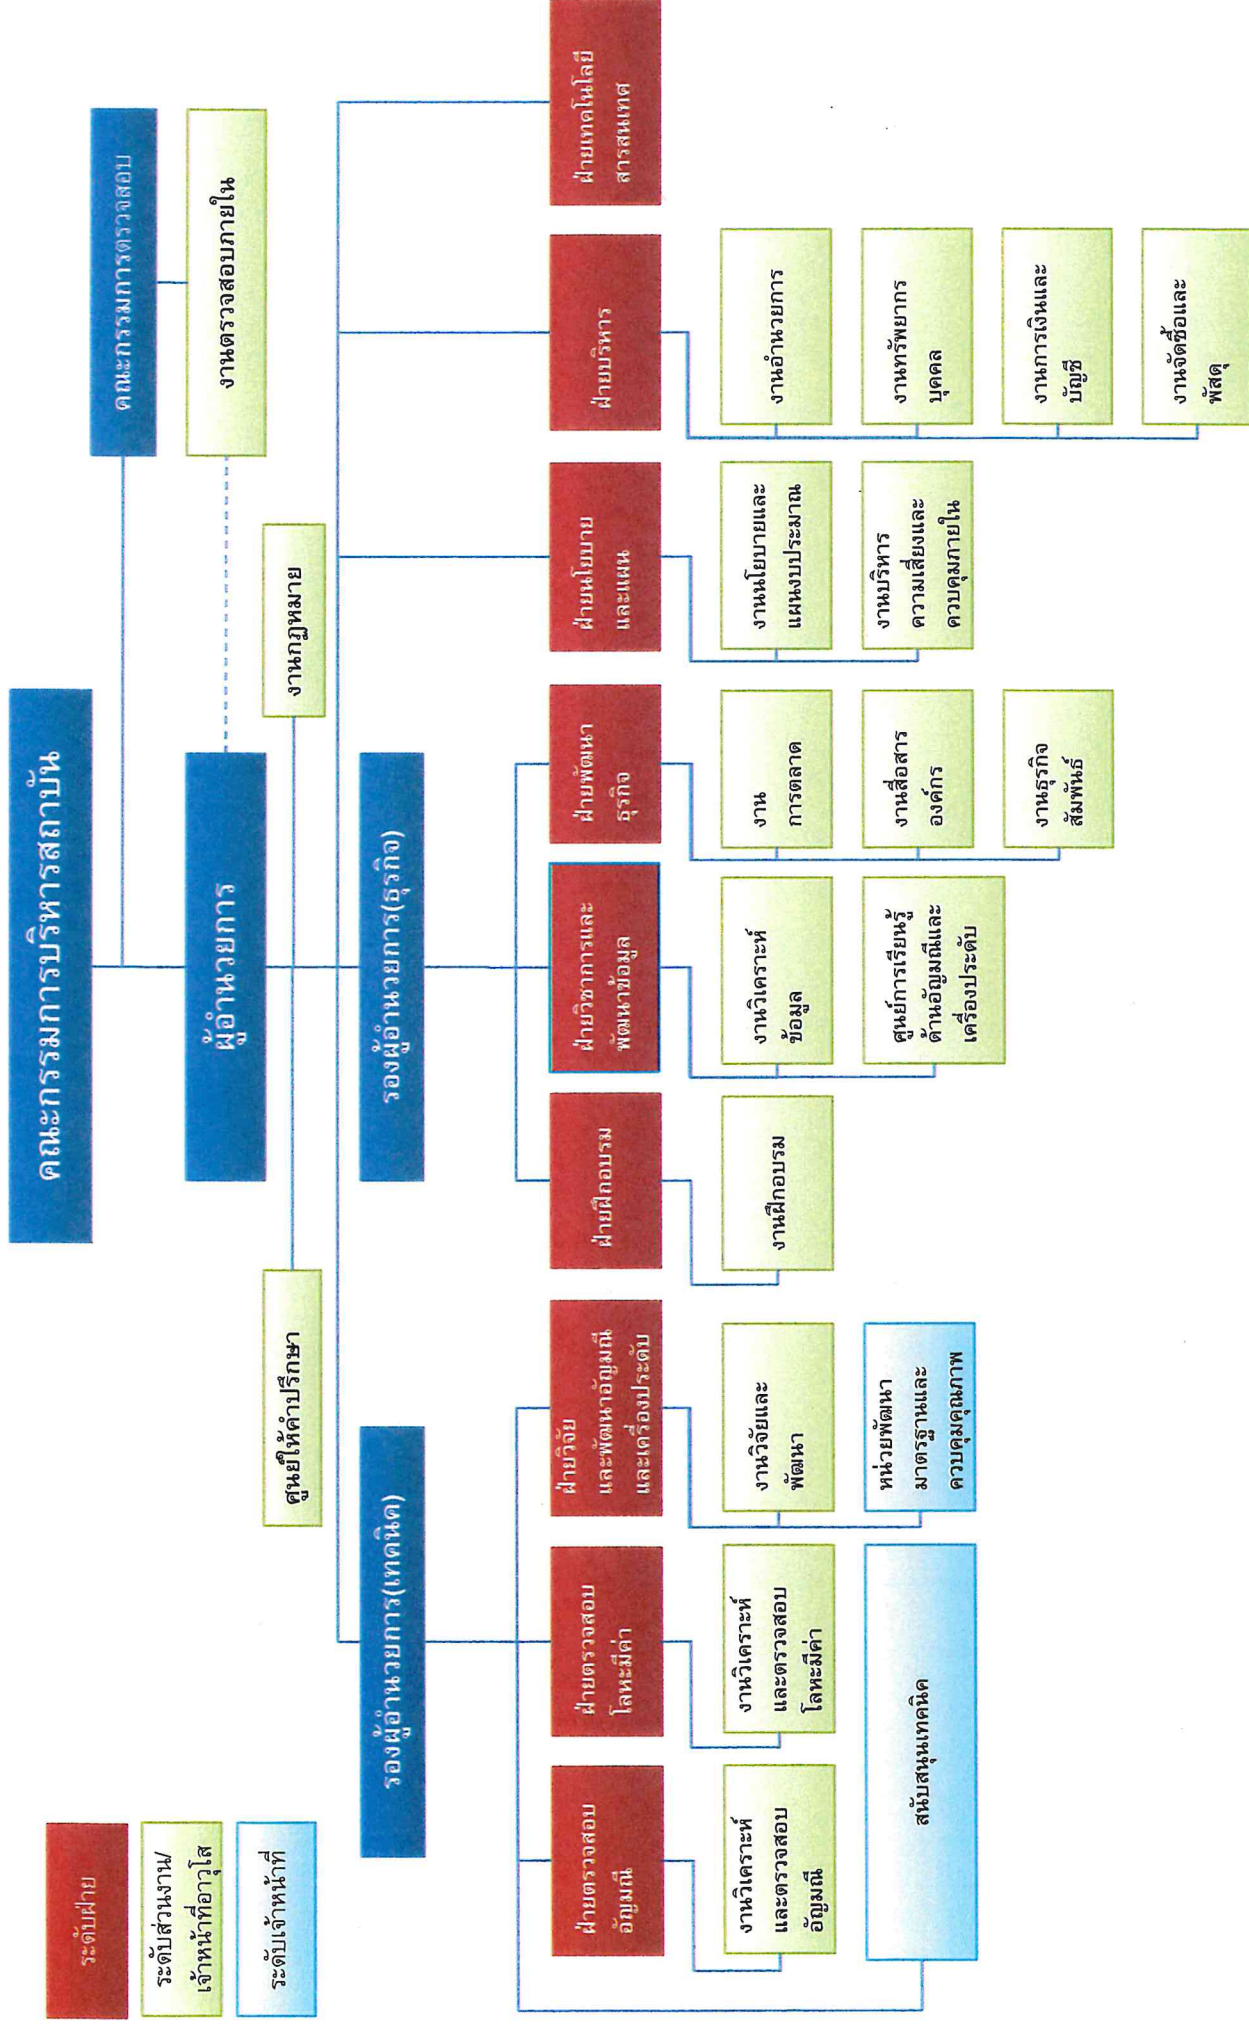 คณะกรรมการบริหารสถาบัน
คณะกรรมการตรวจสอบ
ผู้อำนวยการ
งานตรวจสอบภายใน
ศูนย์ให้คำปรึกษา
งานกฎหมาย
รองผู้อำนวยการ(เทคนิค)
รองผู้อำนวยการ(ธุรกิจ)
ฝ่ายตรวจสอบ
อัญมณี
ฝ่ายตรวจสอบ
โลหะมีค่า
ฝ่ายวิจัย
และพัฒนาอัญมณี
และเครื่องประดับ
ฝ่ายฝึกอบรม
ฝ่ายวิชาการและ
พัฒนาข้อมูล
ฝ่ายพัฒนา
ธุรกิจ
ฝ่ายนโยบาย
และแผน
ฝ่ายบริหาร
ฝ่ายเทคโนโลยี
สารสนเทศ
งานวิเคราะห์
และตรวจสอบ
อัญมณี
งานวิเคราะห์
และตรวจสอบ
โลหะมีค่า
งานวิจัยและ
พัฒนา
งานฝึกอบรม
งานวิเคราะห์
ข้อมูล
งาน
การตลาด
งานนโยบายและ
แผนงบประมาณ
งานอำนวยการ
สนับสนุนเทคนิค
หน่วยพัฒนา
มาตรฐานและ
ควบคุมคุณภาพ
ศูนย์การเรียนรู้
ด้านอัญมณีและ
เครื่องประดับ
งานสื่อสาร
องค์กร
งานบริหาร
ความเสี่ยงและ
ควบคุมภายใน
งานทรัพยากร
บุคคล
งานธุรกิจ
สัมพันธ์
งานการเงินและ
บัญชี
งานจัดซื้อและ
พัสดุ
ระดับฝ่าย
ระดับส่วนงาน/
เจ้าหน้าที่อาวุโส
ระดับเจ้าหน้าที่